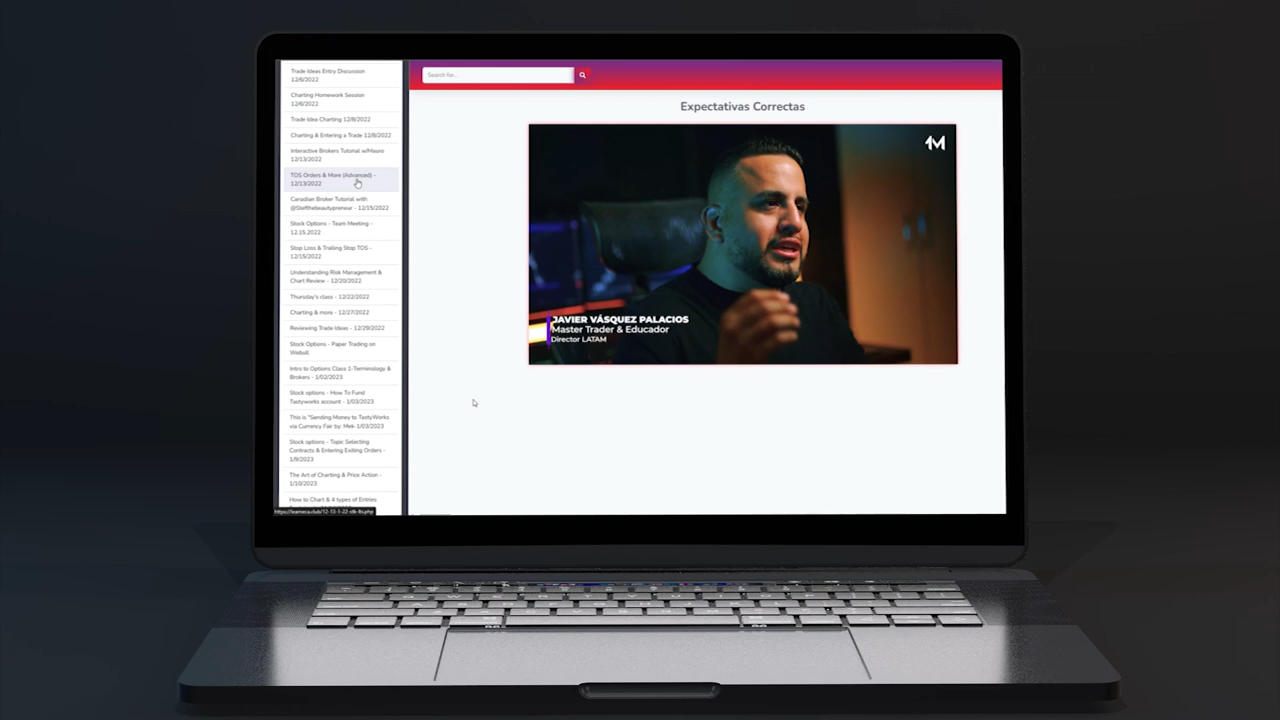 Trade Ideas Entry Discussion
12/6/2022
Charting Homework Session
12/6/2022
Trade Idea Charting 12/8/2022
Charting & Entering a Trade 12/8/2022
Interactive Brokers Tutorial w/Mauro
12/13/2022
TOS Orders & More (Advanced) -
12/13/2022
Canadian Broker Tutorial with
@Stefthebeautypreneur - 12/15/2022
Stock Options - Team Meeting -
12.15.2022
Stop Loss & Trailing Stop TOS -
12/15/2022
Understanding Risk Management &
Chart Review - 12/20/2022
Thursday's class - 12/22/2022
Charting & more - 12/27/2022
Reviewing Trade Ideas - 12/29/2022
Stock Options - Paper Trading on
Webull
Intro to Options Class 1-Terminology &
Brokers - 1/02/2023
Stock options - How To Fund
Tastyworks account - 1/03/2023
This is "Sending Money to TastyWorks
via Currency Fair by: Mek- 1/03/2023
Stock options - Topic Selecting
Contracts & Entering Exiting Orders -
1/9/2023
The Art of Charting & Price Action -
1/10/2023
How to Chart & 4 types of Entries
Search for...
Expectativas Correctas
1M
JAVIER VÁSQUEZ PALACIOS
Master Trader & Educador
Director LATAM